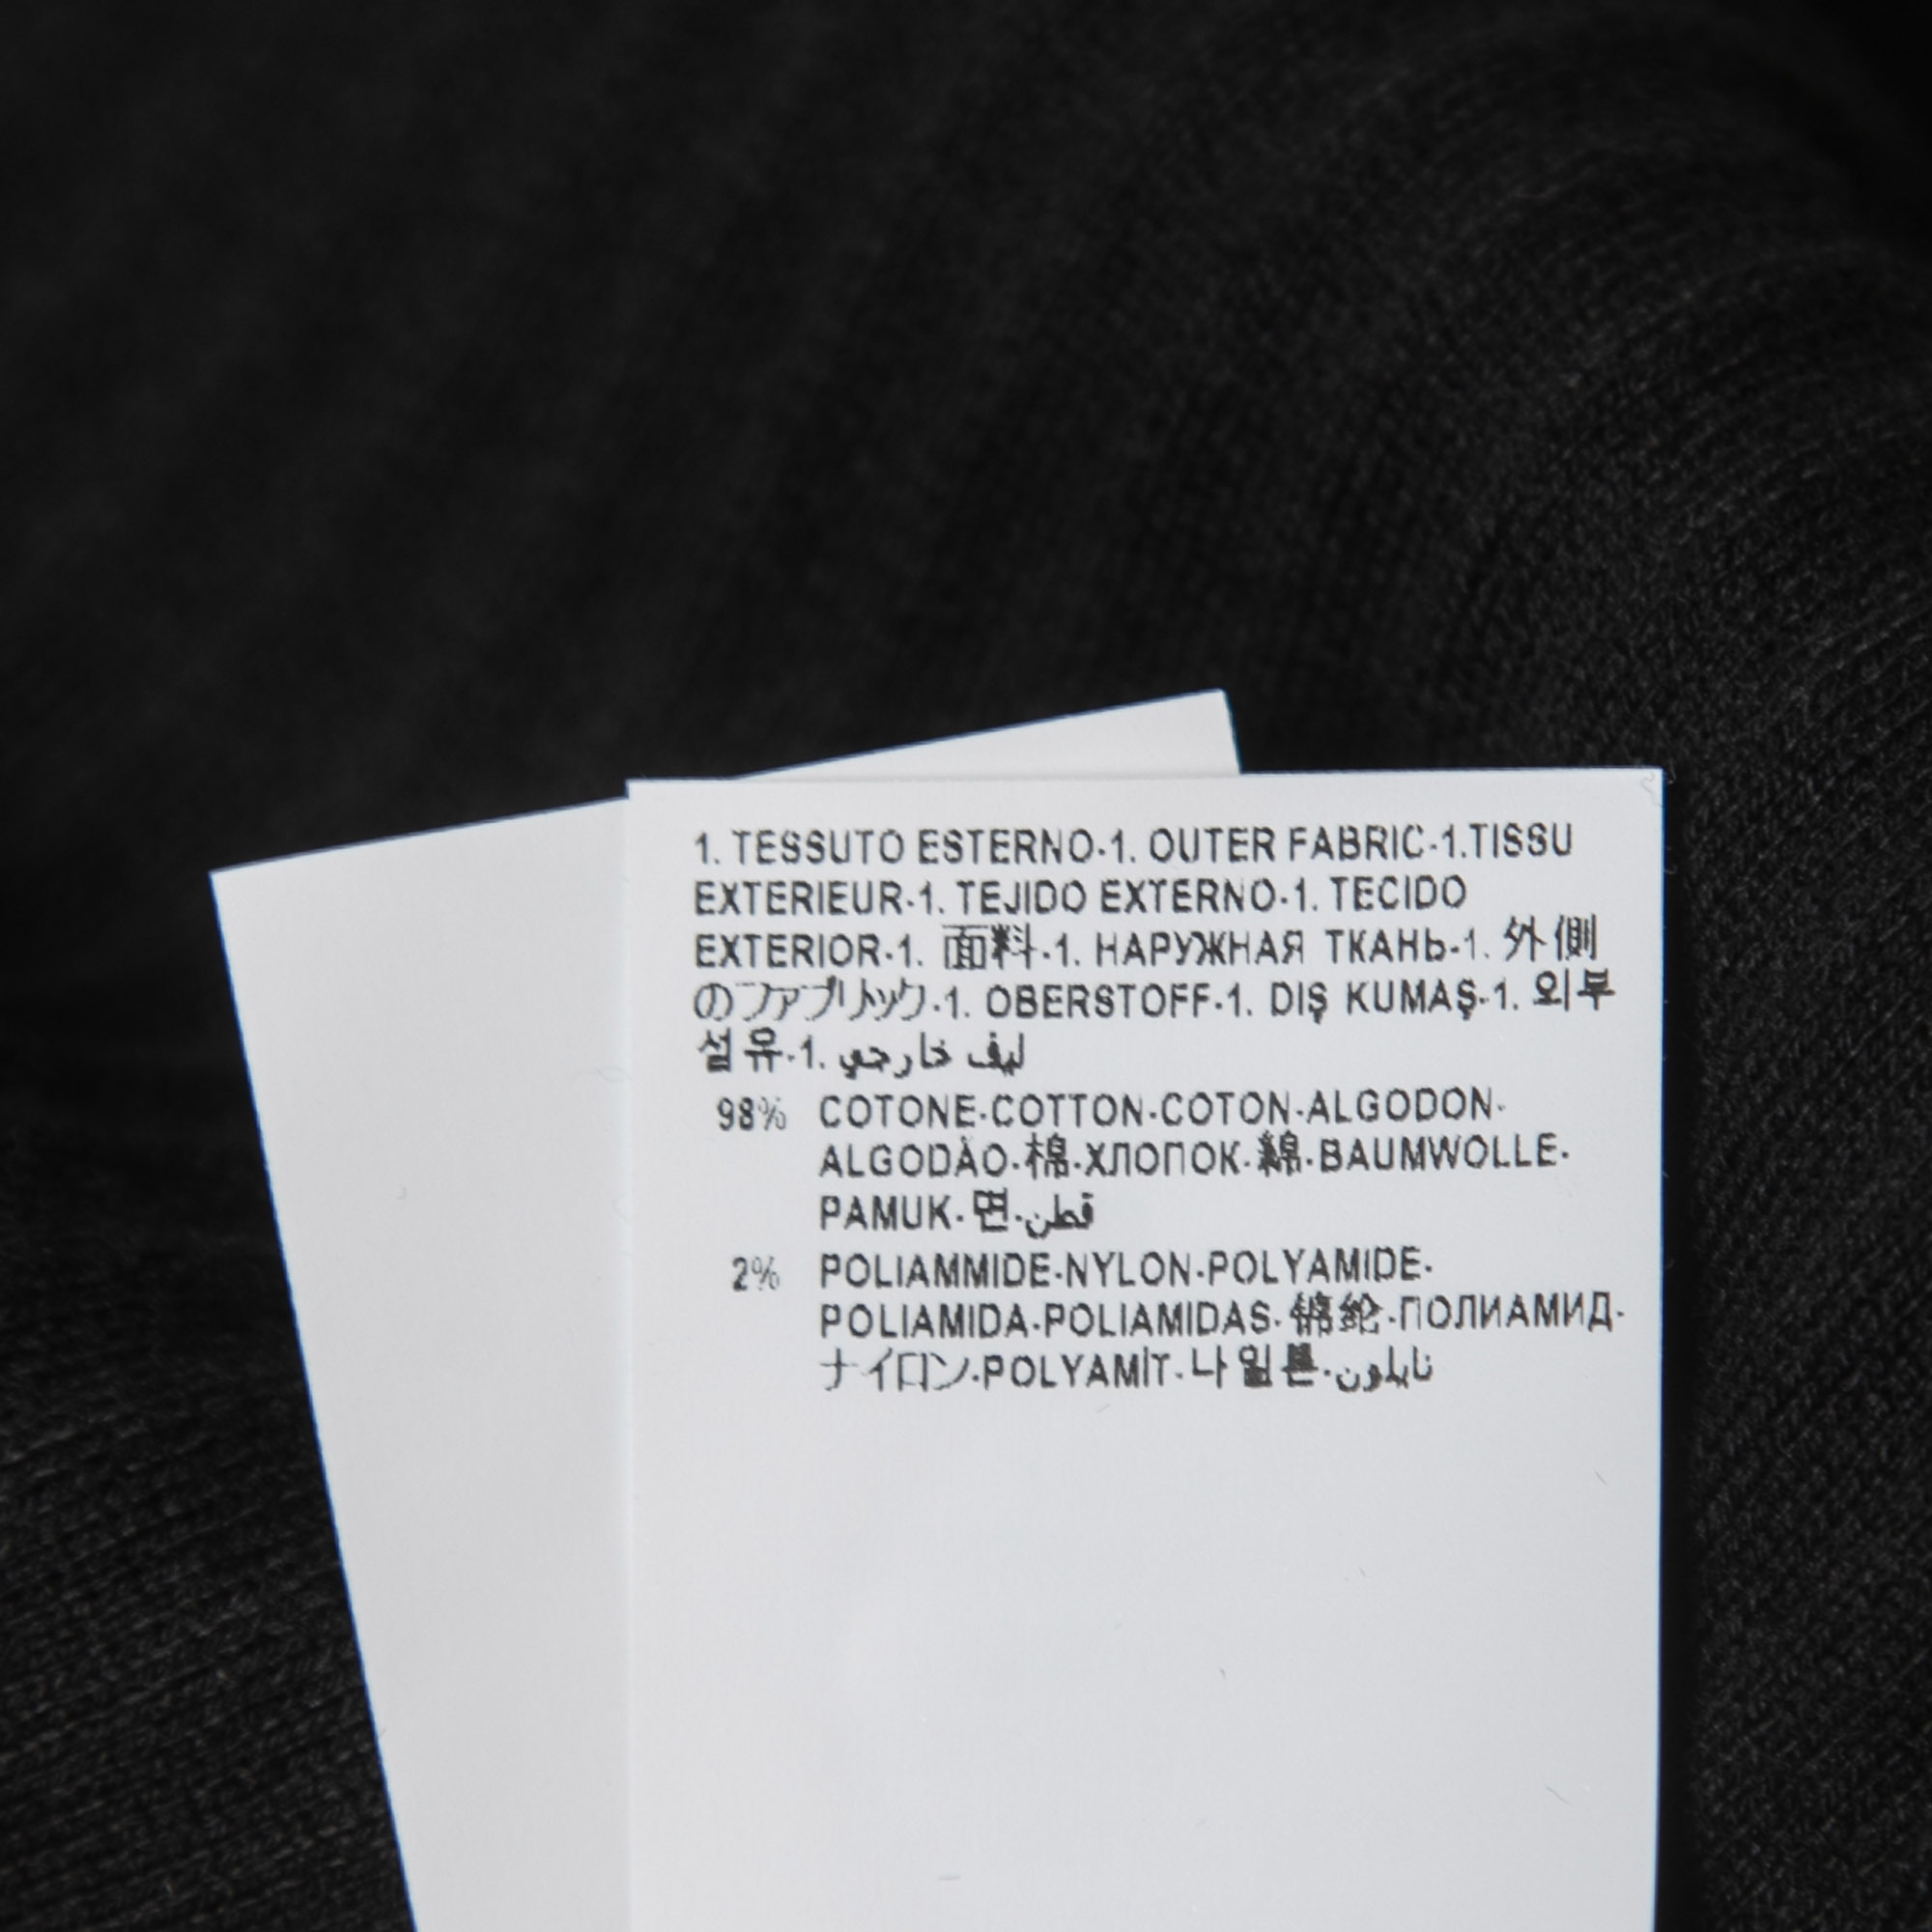 1. TESSUTO ESTERNO-1. OUTER FABRIC-1.TISSU
EXTERIEUR-1. TEJIDO EXTERNO-1. TECIDO
EXTERIOR-1. 面料-1. НАРУЖНАЯ ТКАНЬ-1. 外側
のファブリック-1. OBERSTOFF-1. DIŞ KUMAŞ-1. 외부
섬유-1. ليف خارجي
98% COTONE-COTTON-COTON-ALGODON-
ALGODÃO-棉-ХЛОПОК-綿-BAUMWOLLE-
PAMUK-면-قطن
2% POLIAMMIDE-NYLON-POLYAMIDE-
POLIAMIDA-POLIAMIDAS-锦纶-ПОЛИАМИД-
ナイロン-POLYAMİT-나일론-نايلون